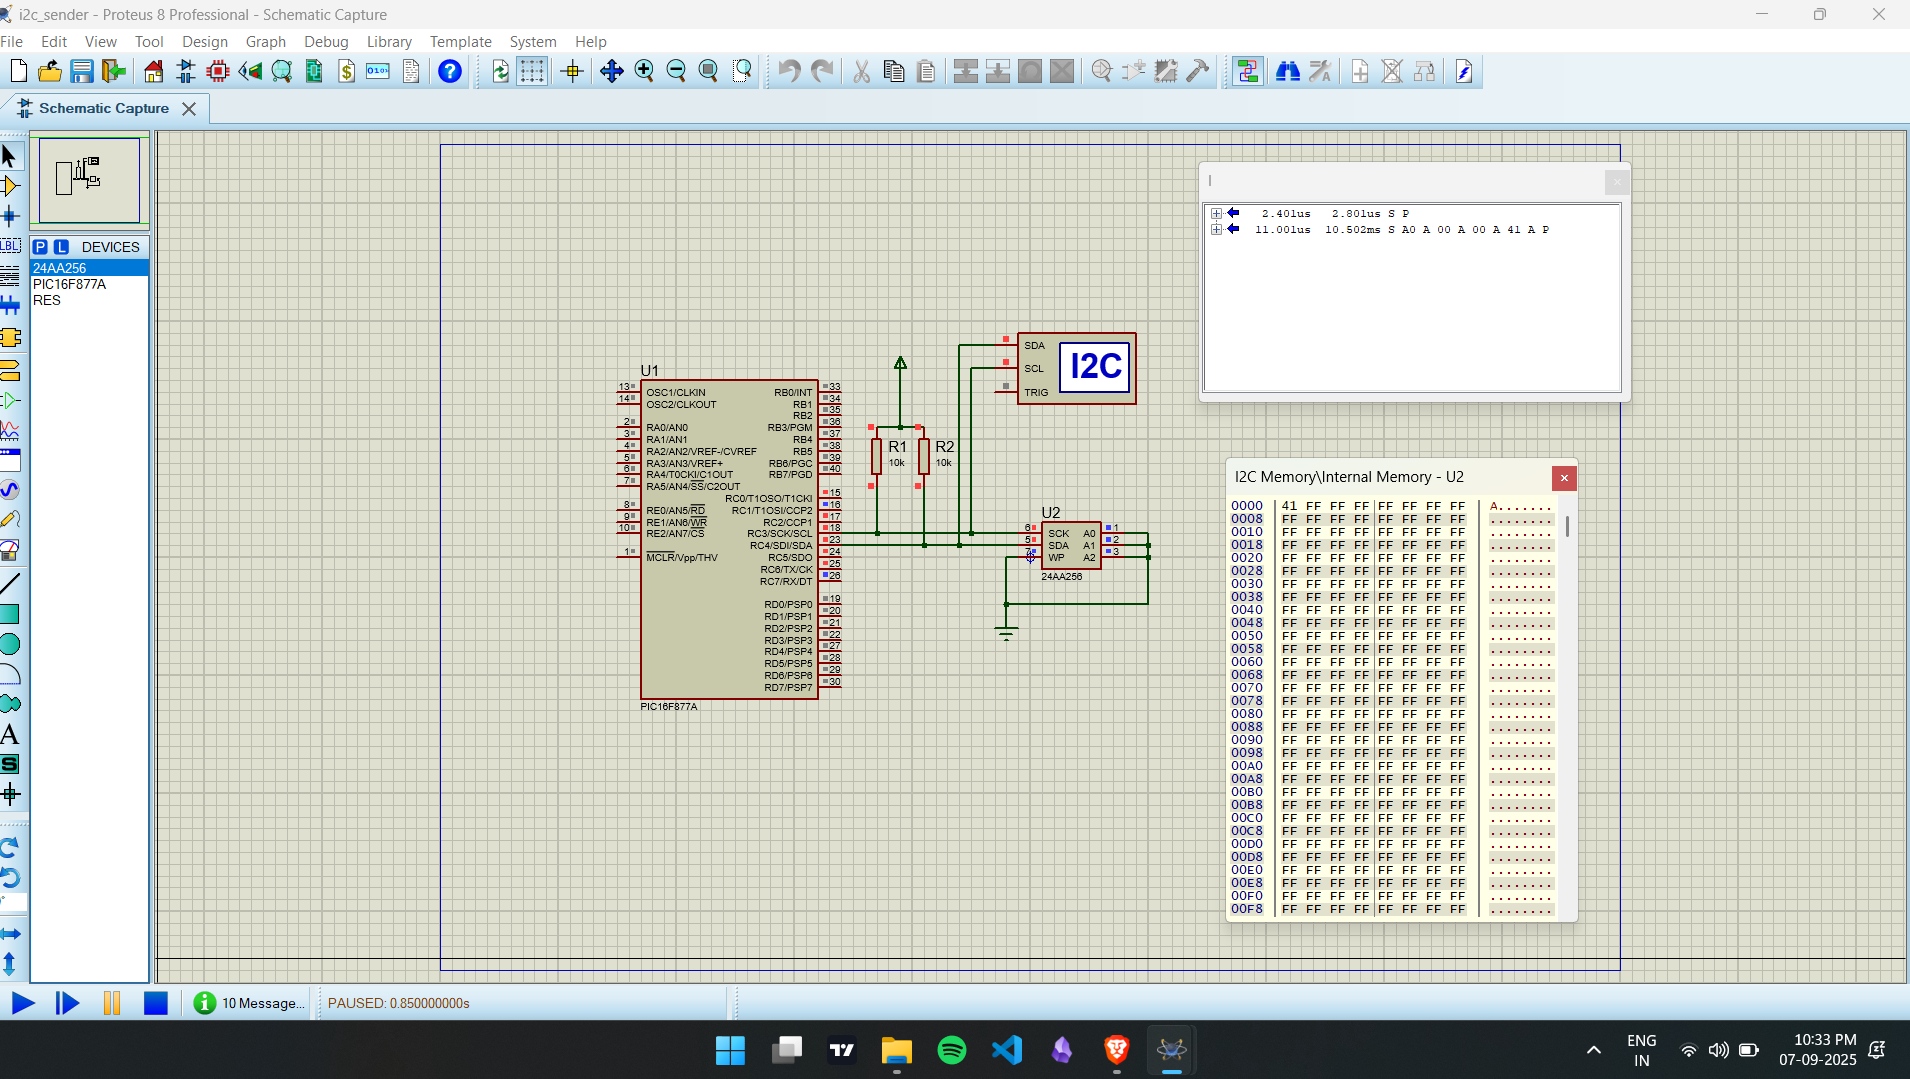 i2c_sender - Proteus 8 Professional - Schematic Capture
File Edit View Tool Design Graph Debug Library Template System Help
Schematic Capture
P L DEVICES
24AA256
PIC16F877A
RES
2.401us 2.801us S P
11.001us 10.502ms S A0 A 00 A 00 A 41 A P
SDA
SCL
TRIG
I2C
U1
13 OSC1/CLKIN RB0/INT 33
14 OSC2/CLKOUT RB1 34
RB2 35
2 RA0/AN0 RB3/PGM 36
3 RA1/AN1 RB4 37
4 RA2/AN2/VREF-/CVREF RB5 38
5 RA3/AN3/VREF+ RB6/PGC 39
6 RA4/T0CKI/C1OUT RB7/PGD 40
7 RA5/AN4/SS/C2OUT
RC0/T1OSO/T1CKI 15
8 RE0/AN5/RD RC1/T1OSI/CCP2 16
9 RE1/AN6/WR RC2/CCP1 17
10 RE2/AN7/CS RC3/SCK/SCL 18
RC4/SDI/SDA 23
1 MCLR/Vpp/THV RC5/SDO 24
RC6/TX/CK 25
RC7/RX/DT 26
RD0/PSP0 19
RD1/PSP1 20
RD2/PSP2 21
RD3/PSP3 22
RD4/PSP4 27
RD5/PSP5 28
RD6/PSP6 29
RD7/PSP7 30
PIC16F877A
R1
10k
R2
10k
U2
6 SCK A0 1
5 SDA A1 2
7 WP A2 3
24AA256
I2C Memory\Internal Memory - U2
0000 41 FF FF FF FF FF FF FF A.......
0008 FF FF FF FF FF FF FF FF ........
0010 FF FF FF FF FF FF FF FF ........
0018 FF FF FF FF FF FF FF FF ........
0020 FF FF FF FF FF FF FF FF ........
0028 FF FF FF FF FF FF FF FF ........
0030 FF FF FF FF FF FF FF FF ........
0038 FF FF FF FF FF FF FF FF ........
0040 FF FF FF FF FF FF FF FF ........
0048 FF FF FF FF FF FF FF FF ........
0050 FF FF FF FF FF FF FF FF ........
0058 FF FF FF FF FF FF FF FF ........
0060 FF FF FF FF FF FF FF FF ........
0068 FF FF FF FF FF FF FF FF ........
0070 FF FF FF FF FF FF FF FF ........
0078 FF FF FF FF FF FF FF FF ........
0080 FF FF FF FF FF FF FF FF ........
0088 FF FF FF FF FF FF FF FF ........
0090 FF FF FF FF FF FF FF FF ........
0098 FF FF FF FF FF FF FF FF ........
00A0 FF FF FF FF FF FF FF FF ........
00A8 FF FF FF FF FF FF FF FF ........
00B0 FF FF FF FF FF FF FF FF ........
00B8 FF FF FF FF FF FF FF FF ........
00C0 FF FF FF FF FF FF FF FF ........
00C8 FF FF FF FF FF FF FF FF ........
00D0 FF FF FF FF FF FF FF FF ........
00D8 FF FF FF FF FF FF FF FF ........
00E0 FF FF FF FF FF FF FF FF ........
00E8 FF FF FF FF FF FF FF FF ........
00F0 FF FF FF FF FF FF FF FF ........
00F8 FF FF FF FF FF FF FF FF ........
10 Message... PAUSED: 0.850000000s
ENG
IN
10:33 PM
07-09-2025